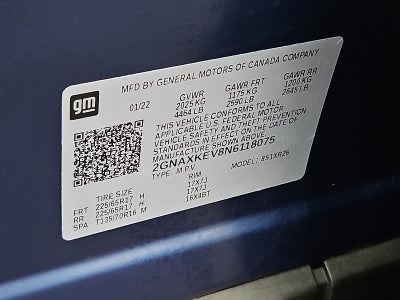 gm
MFD BY GENERAL MOTORS OF CANADA COMPANY
01/22 GVWR GAWR FRT GAWR RR
2025 KG 1175 KG 1200 KG
4464 LB 2590 LB 2645 LB
THIS VEHICLE CONFORMS TO ALL
APPLICABLE U.S. FEDERAL MOTOR
VEHICLE SAFETY AND THEFT PREVENTION
STANDARDS IN EFFECT ON THE DATE OF
MANUFACTURE SHOWN ABOVE.
2GNAXKEV8N6118075
TYPE: M.P.V. MODEL: 851XR26
TIRE SIZE RIM
FRT 225/65R17 H 17X7J
RR 225/65R17 H 17X7J
SPA T135/70R16 M 16X4BT